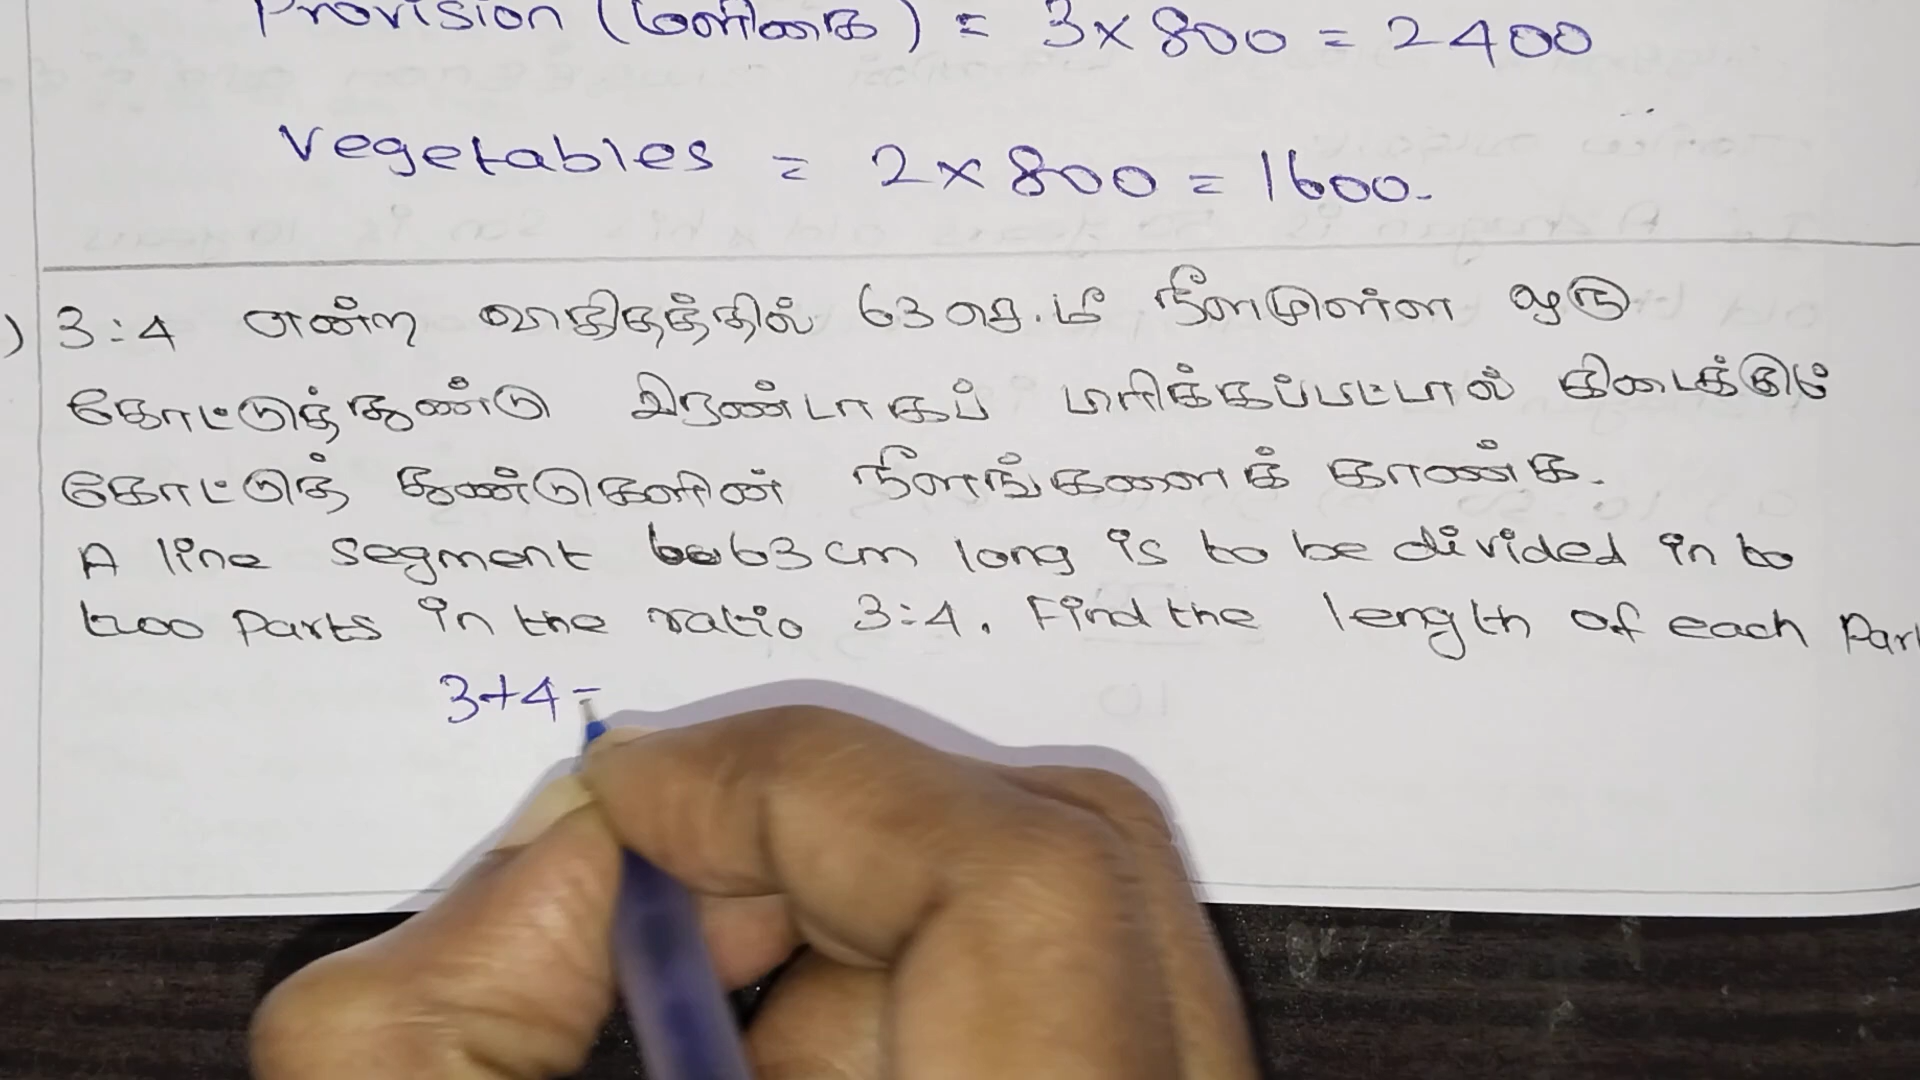 Provision (மளிகை) = 3 × 800 = 2400
Vegetables = 2 × 800 = 1600.
) 3:4 என்ற விகிதத்தில் 63 செ.மீ நீளமுள்ள ஒரு
கோட்டுத்துண்டு இரண்டாகப் பிரிக்கப்பட்டால் கிடைக்கும்
கோட்டுத் துண்டுகளின் நீளங்களைக் காண்க.
A line segment 63 cm long is to be divided in to
two Parts in the ratio 3:4. Find the length of each Part
3+4=